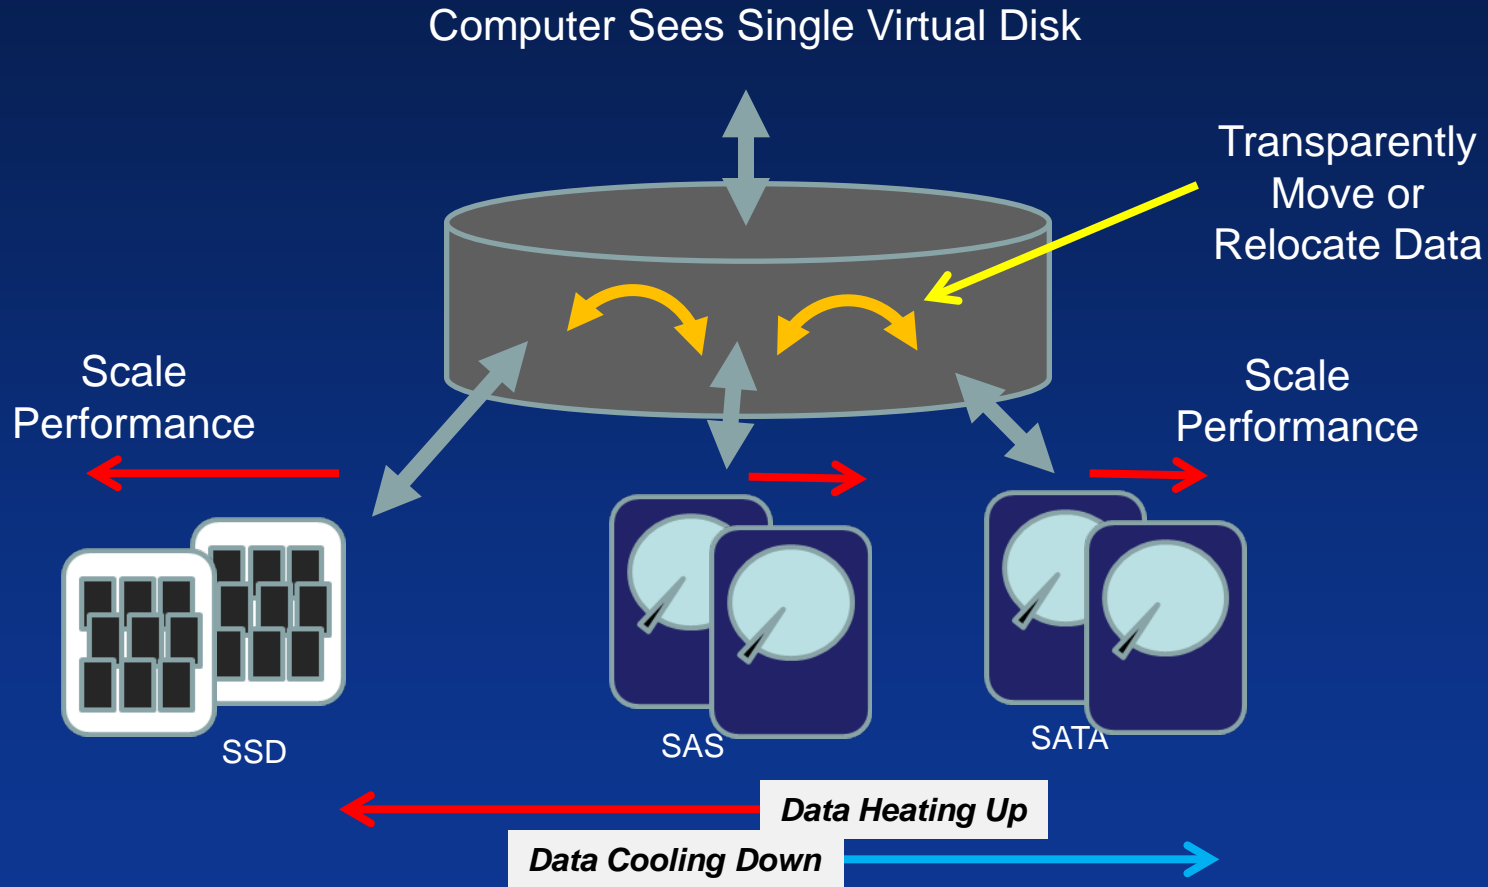 Computer Sees Single Virtual Disk
Transparently
Move or
Relocate Data
Scale
Performance
Scale
Performance
SSD
SAS
SATA
Data Heating Up
Data Cooling Down